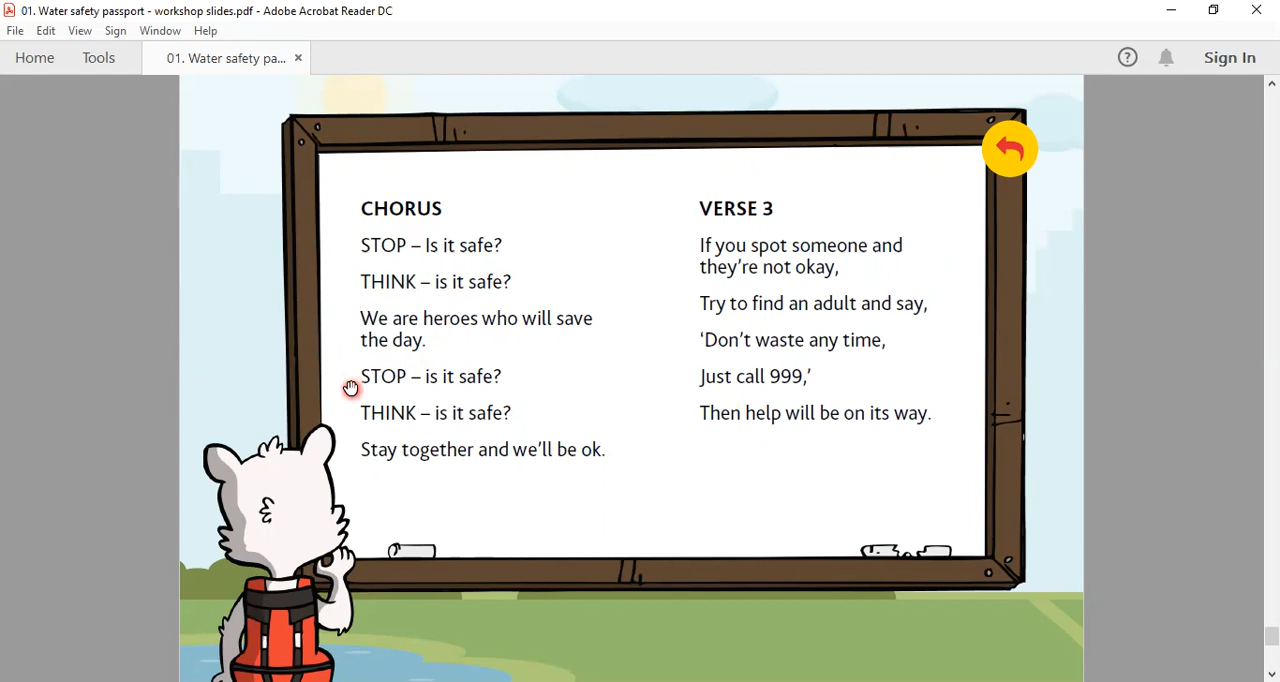 01. Water safety passport - workshop slides.pdf - Adobe Acrobat Reader DC
File Edit View Sign Window Help
Home Tools 01. Water safety pa... × Sign In
CHORUS
STOP – Is it safe?
THINK – is it safe?
We are heroes who will save
the day.
STOP – is it safe?
THINK – is it safe?
Stay together and we’ll be ok.
VERSE 3
If you spot someone and
they’re not okay,
Try to find an adult and say,
‘Don’t waste any time,
Just call 999,’
Then help will be on its way.